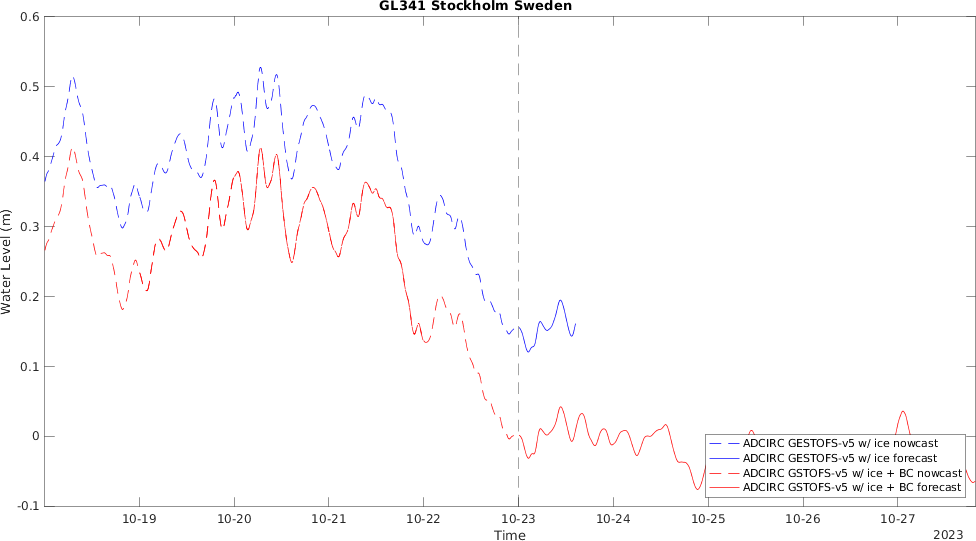 GL341 Stockholm Sweden
0.6
0.5
0.4
0.3
0.2
0.1
0
-0.1
Water Level (m)
ADCIRC GESTOFS-v5 w/ ice nowcast
ADCIRC GESTOFS-v5 w/ ice forecast
ADCIRC GSTOFS-v5 w/ ice + BC nowcast
ADCIRC GSTOFS-v5 w/ ice + BC forecast
10-19 10-20 10-21 10-22 10-23 10-24 10-25 10-26 10-27
Time
2023